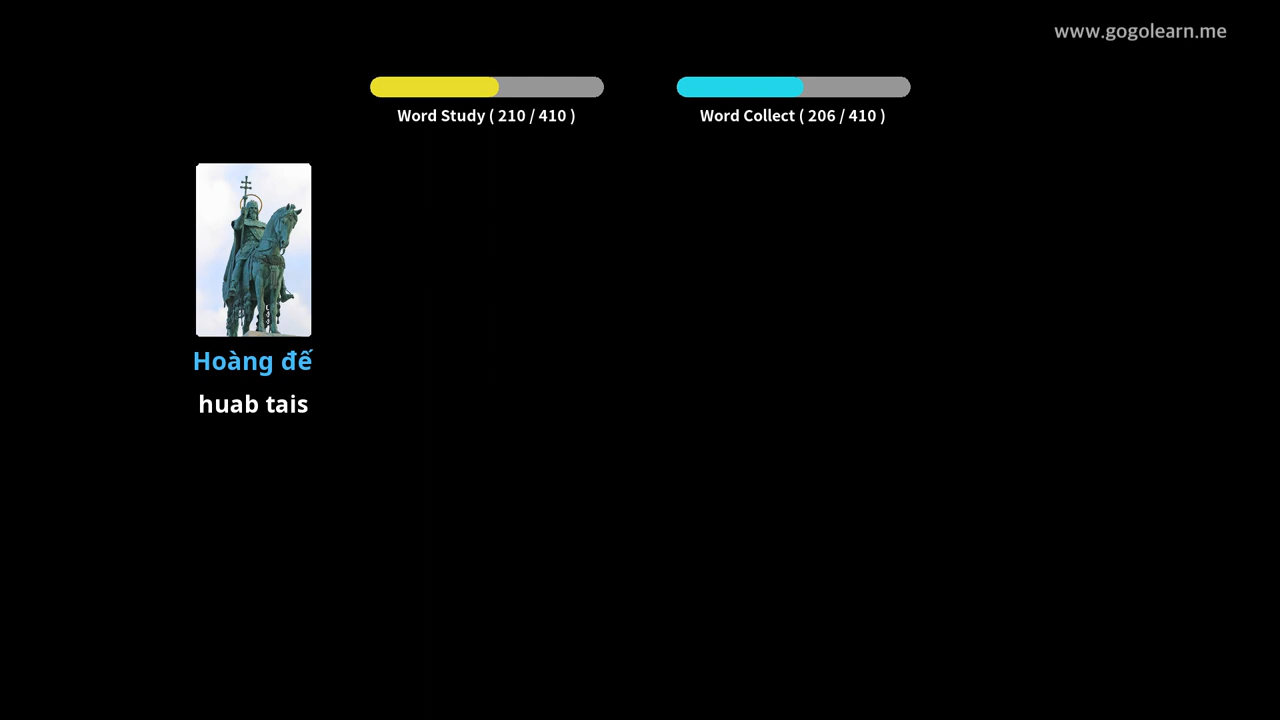 www.gogolearn.me
Word Study ( 210 / 410 )
Word Collect ( 206 / 410 )
Hoàng đế
huab tais